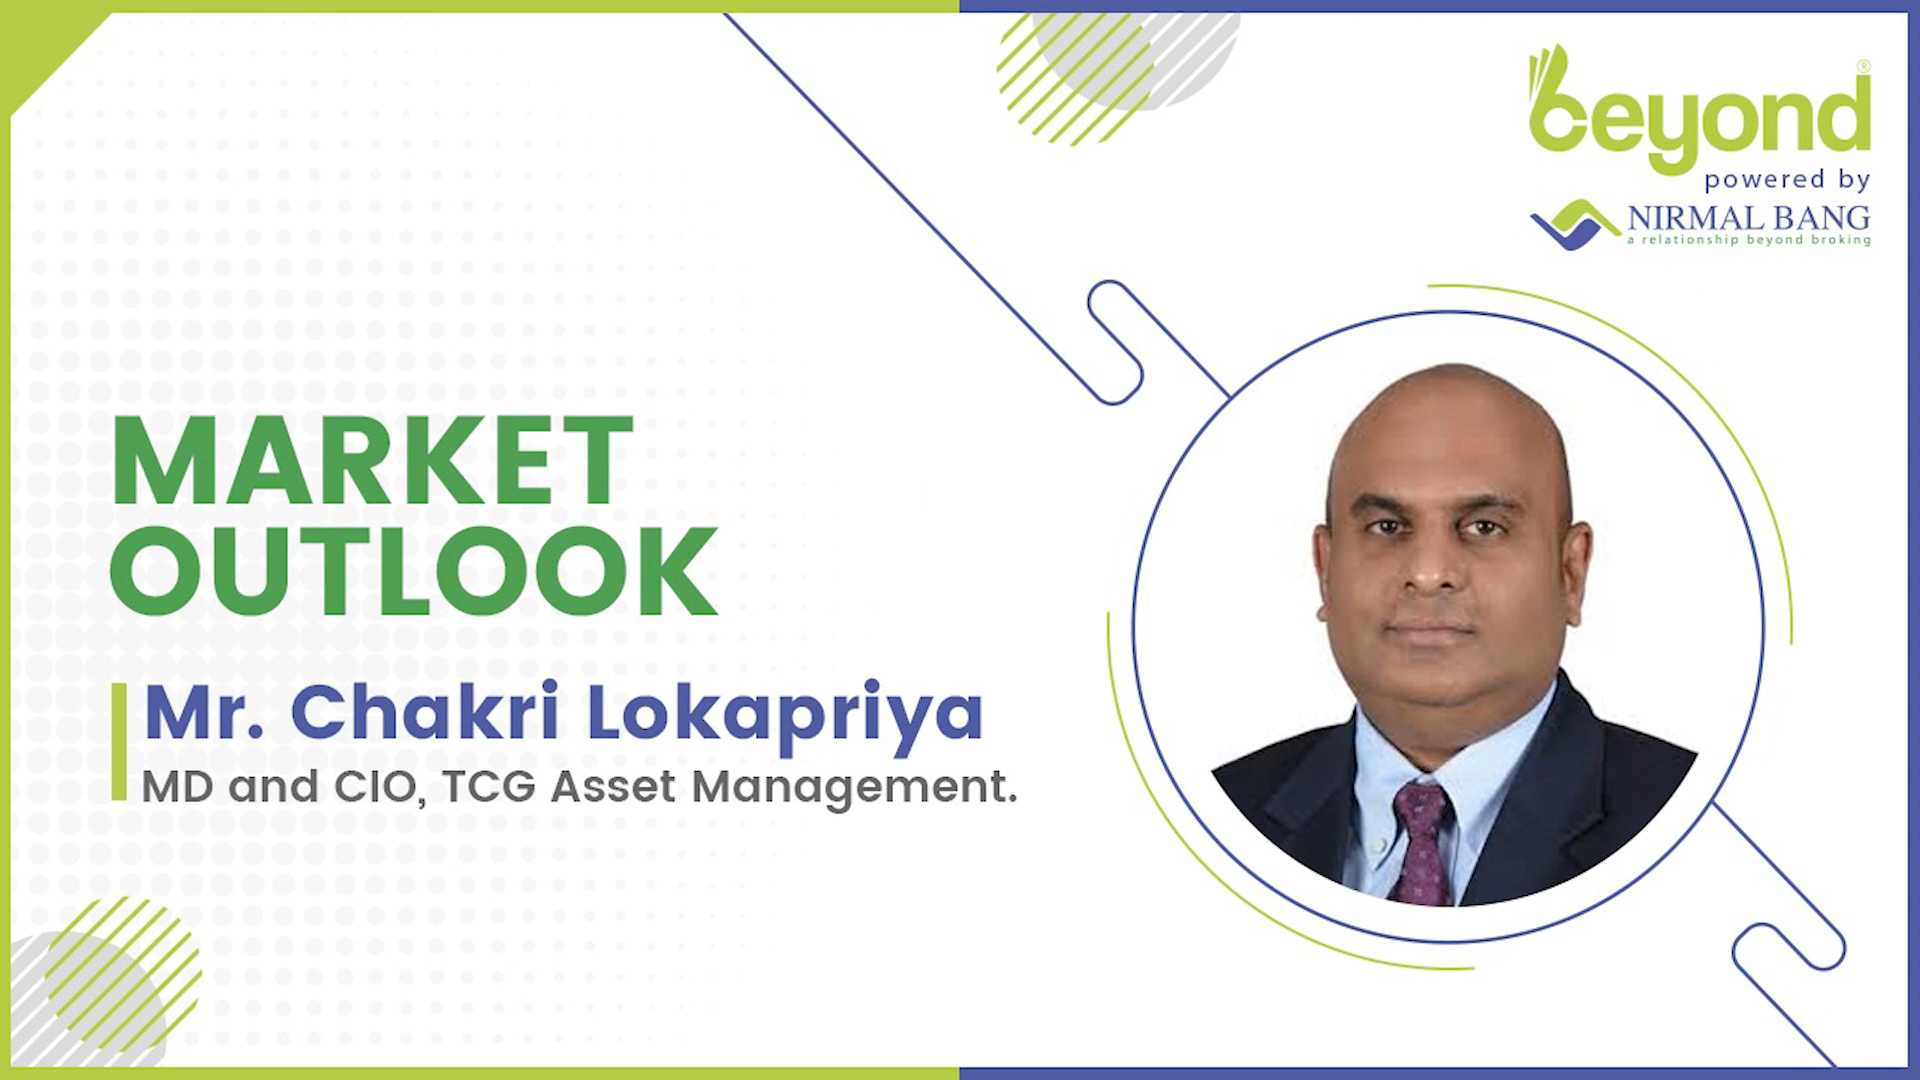 beyond®
powered by
NIRMAL BANG
a relationship beyond broking
MARKET
OUTLOOK
Mr. Chakri Lokapriya
MD and CIO, TCG Asset Management.